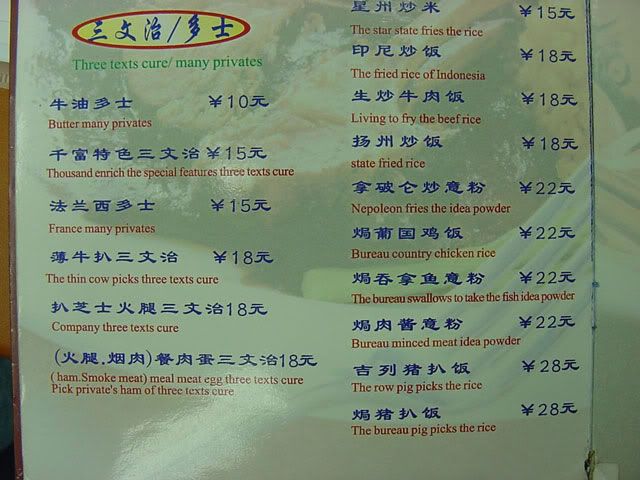 三文治/多士
Three texts cure/ many privates
牛油多士 ¥10元
Butter many privates
千富特色三文治 ¥15元
Thousand enrich the special features three texts cure
法兰西多士 ¥15元
France many privates
薄牛扒三文治 ¥18元
The thin cow picks three texts cure
扒芝士火腿三文治18元
Company three texts cure
(火腿.烟肉)餐肉蛋三文治18元
( ham.Smoke meat) meal meat egg three texts cure
Pick private's ham of three texts cure
星州炒米 ¥15元
The star state fries the rice
印尼炒饭 ¥18元
The fried rice of Indonesia
生炒牛肉饭 ¥18元
Living to fry the beef rice
扬州炒饭 ¥18元
state fried rice
拿破仑炒意粉 ¥22元
Nepoleon fries the idea powder
焗葡国鸡饭 ¥22元
Bureau country chicken rice
焗吞拿鱼意粉 ¥22元
The bureau swallows to take the fish idea powder
焗肉酱意粉 ¥22元
Bureau minced meat idea powder
吉列猪扒饭 ¥28元
The row pig picks the rice
焗猪扒饭 ¥28元
The bureau pig picks the rice